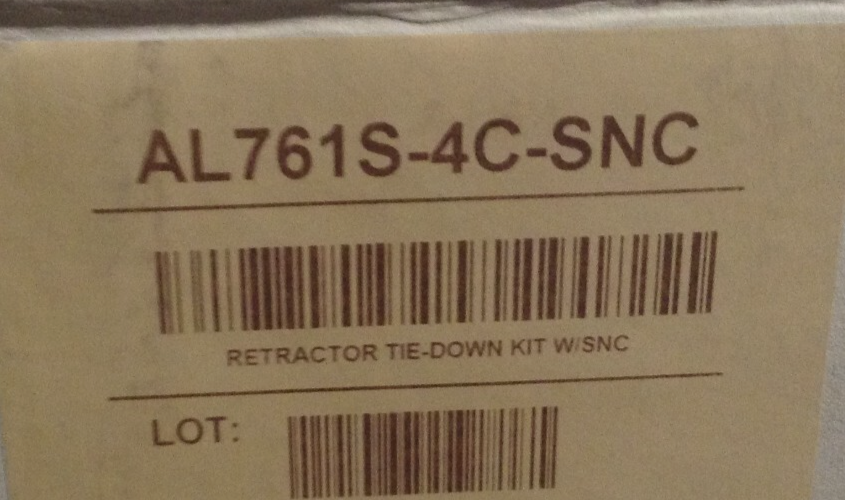 AL761S-4C-SNC
RETRACTOR TIE-DOWN KIT W/SNC
LOT: